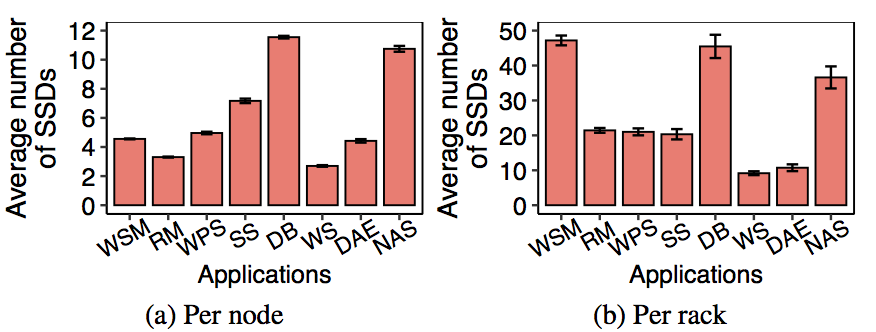 Average number
of SSDs
12
10
8
6
4
2
0
WSM RM WPS SS DB WS DAE NAS
Applications
(a) Per node
Average number
of SSDs
50
40
30
20
10
0
WSM RM WPS SS DB WS DAE NAS
Applications
(b) Per rack